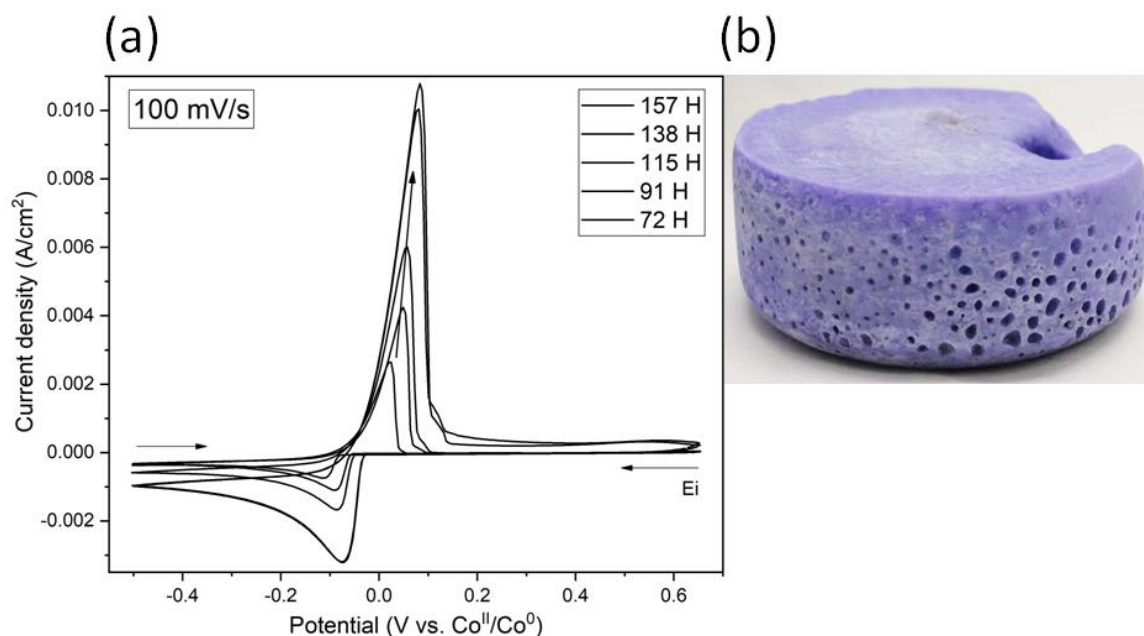 (a)
(b)
100 mV/s
157 H
138 H
115 H
91 H
72 H
0.010
0.008
0.006
0.004
0.002
0.000
-0.002
Current density (A/cm²)
Ei
-0.4
-0.2
0.0
0.2
0.4
0.6
Potential (V vs. Coᴵᴵ/Co⁰)